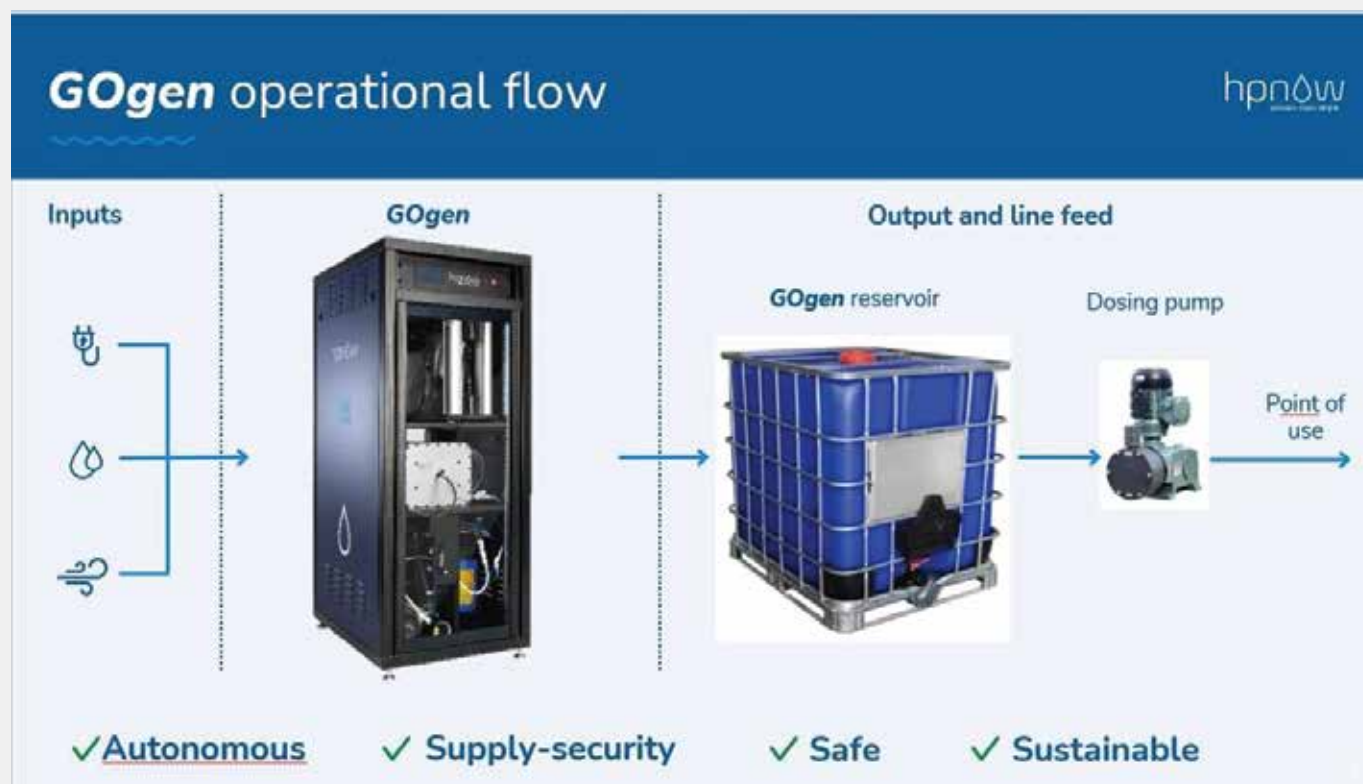 GOgen operational flow
hpnow
Inputs
GOgen
Output and line feed
GOgen reservoir
Dosing pump
Point of
use
Autonomous
Supply-security
Safe
Sustainable